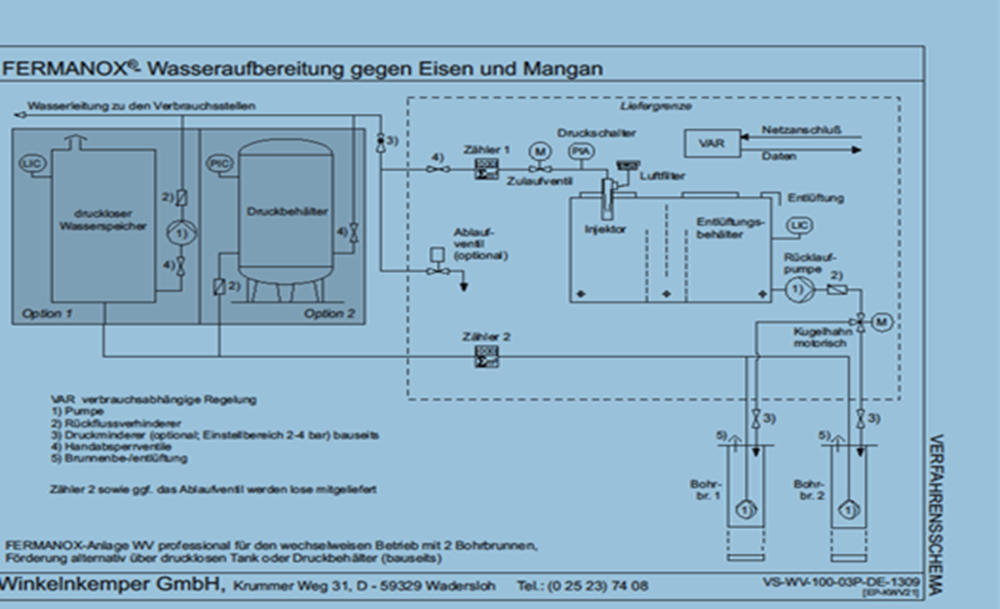 FERMANOX®- Wasseraufbereitung gegen Eisen und Mangan
Wasserleitung zu den Verbrauchsstellen
Liefergrenze
Druckschalter
Netzanschluß
VAR
Daten
3)
Zähler 1
M
PIA
4)
Zulaufventil
Luftfilter
LIC
PIC
2)
druckloser
Wasserspeicher
Druckbehälter
1)
4)
4)
Injektor
Entlüftungs-
behälter
Entlüftung
LIC
Ablauf-
ventil
(optional)
Rücklauf-
pumpe
2)
1)
2)
Option 1
Option 2
Kugelhahn
motorisch
M
Zähler 2
VAR verbrauchsabhängige Regelung
1) Pumpe
2) Rückflussverhinderer
3) Druckminderer (optional; Einstellbereich 2-4 bar) bauseits
4) Handabsperrventile
5) Brunnenbe-/entlüftung
3)
3)
5)
5)
Zähler 2 sowie ggf. das Ablaufventil werden lose mitgeliefert
Bohr-
br. 1
Bohr-
br. 2
1)
1)
VERFAHRENSSCHEMA
FERMANOX-Anlage WV professional für den wechselweisen Betrieb mit 2 Bohrbrunnen,
Förderung alternativ über drucklosen Tank oder Druckbehälter (bauseits)
Winkelnkemper GmbH, Krummer Weg 31, D - 59329 Wadersloh Tel.: (0 25 23) 74 08
VS-WV-100-03P-DE-1309